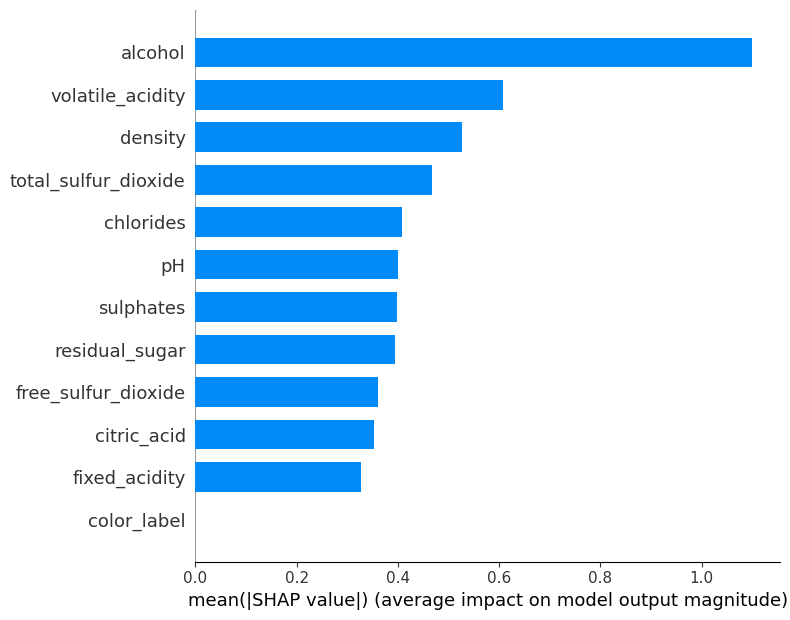 alcohol
volatile_acidity
density
total_sulfur_dioxide
chlorides
pH
sulphates
residual_sugar
free_sulfur_dioxide
citric_acid
fixed_acidity
color_label
0.0 0.2 0.4 0.6 0.8 1.0
mean(|SHAP value|) (average impact on model output magnitude)